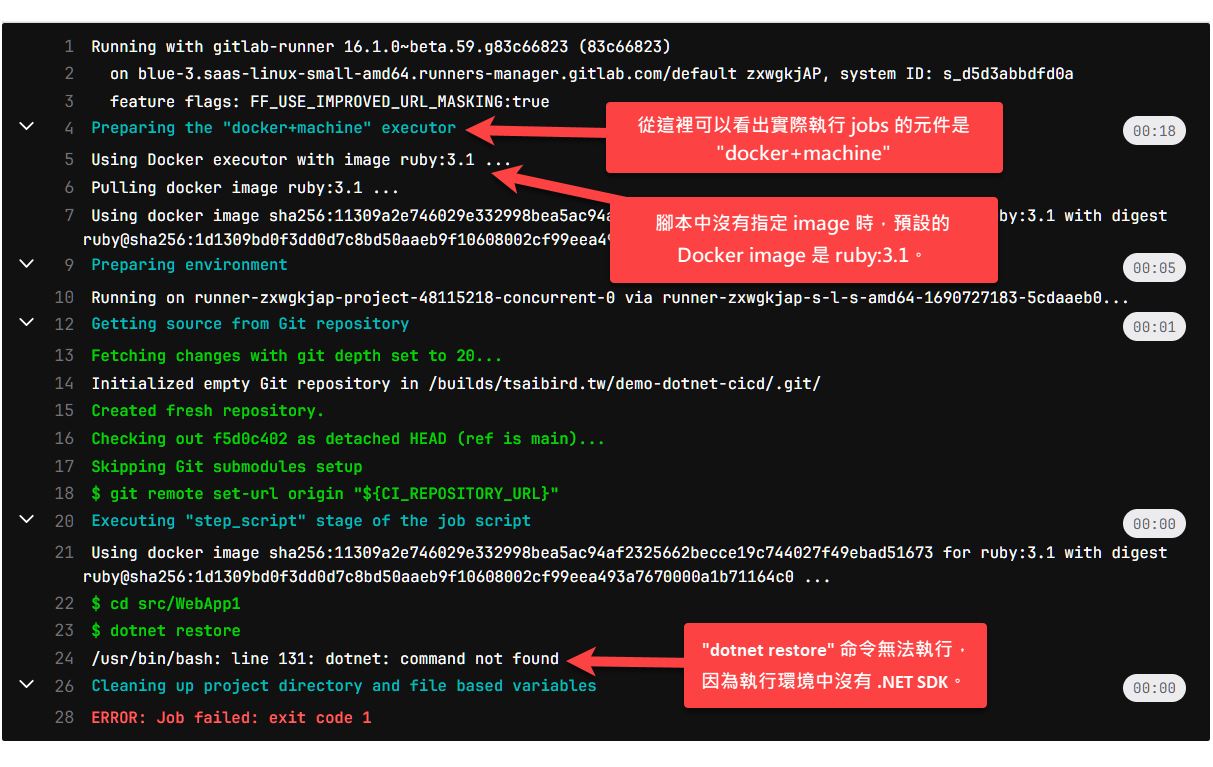 1 Running with gitlab-runner 16.1.0~beta.59.g83c66823 (83c66823)
2 on blue-3.saas-linux-small-amd64.runners-manager.gitlab.com/default zxwgkjAP, system ID: s_d5d3abbdfd0a
3 feature flags: FF_USE_IMPROVED_URL_MASKING:true
4 Preparing the "docker+machine" executor 00:18
從這裡可以看出實際執行 jobs 的元件是
"docker+machine"
5 Using Docker executor with image ruby:3.1 ...
6 Pulling docker image ruby:3.1 ...
7 Using docker image sha256:11309a2e746029e332998bea5ac94a by:3.1 with digest
ruby@sha256:1d1309bd0f3dd0d7c8bd50aaeb9f10608002cf99eea49
腳本中沒有指定 image 時，預設的
Docker image 是 ruby:3.1。
9 Preparing environment 00:05
10 Running on runner-zxwgkjap-project-48115218-concurrent-0 via runner-zxwgkjap-s-l-s-amd64-1690727183-5cdaaeb0...
12 Getting source from Git repository 00:01
13 Fetching changes with git depth set to 20...
14 Initialized empty Git repository in /builds/tsaibird.tw/demo-dotnet-cicd/.git/
15 Created fresh repository.
16 Checking out f5d0c402 as detached HEAD (ref is main)...
17 Skipping Git submodules setup
18 $ git remote set-url origin "${CI_REPOSITORY_URL}"
20 Executing "step_script" stage of the job script 00:00
21 Using docker image sha256:11309a2e746029e332998bea5ac94af2325662becce19c744027f49ebad51673 for ruby:3.1 with digest
ruby@sha256:1d1309bd0f3dd0d7c8bd50aaeb9f10608002cf99eea493a7670000a1b71164c0 ...
22 $ cd src/WebApp1
23 $ dotnet restore
24 /usr/bin/bash: line 131: dotnet: command not found
"dotnet restore" 命令無法執行，
因為執行環境中沒有 .NET SDK。
26 Cleaning up project directory and file based variables 00:00
28 ERROR: Job failed: exit code 1